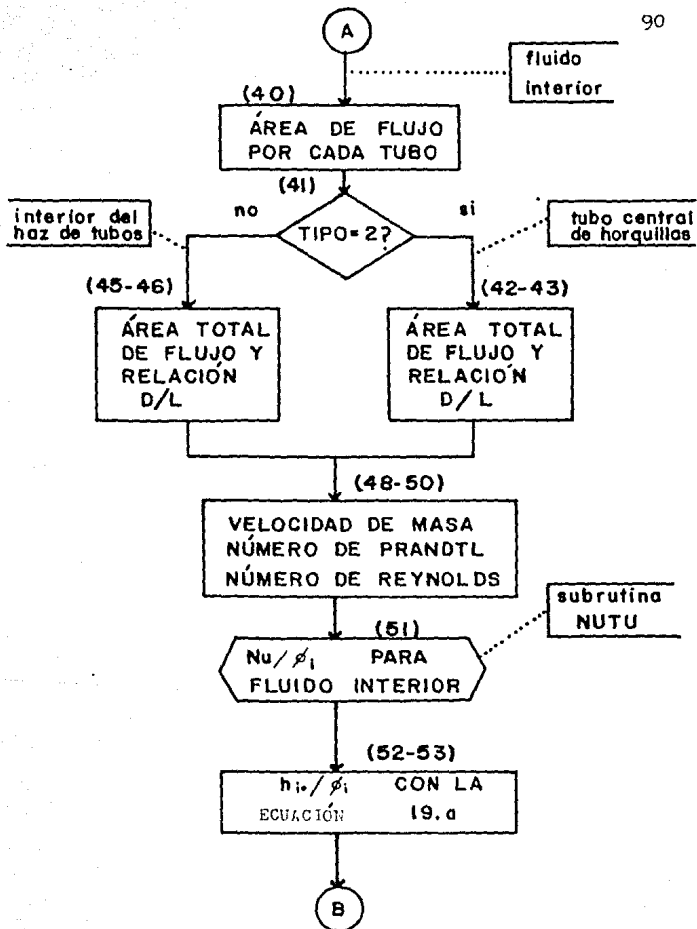 90
A
fluido
interior
(40)
ÁREA DE FLUJO
POR CADA TUBO
(41)
no
si
TIPO=2?
interior del
haz de tubos
tubo central
de horquillas
(45-46)
(42-43)
ÁREA TOTAL
DE FLUJO Y
RELACIÓN
D/L
ÁREA TOTAL
DE FLUJO Y
RELACIÓN
D/L
(48-50)
VELOCIDAD DE MASA
NÚMERO DE PRANDTL
NÚMERO DE REYNOLDS
subrutina
NUTU
(51)
Nu/ϕi PARA
FLUIDO INTERIOR
(52-53)
hio/ϕi CON LA
ECUACIÓN 19.a
B